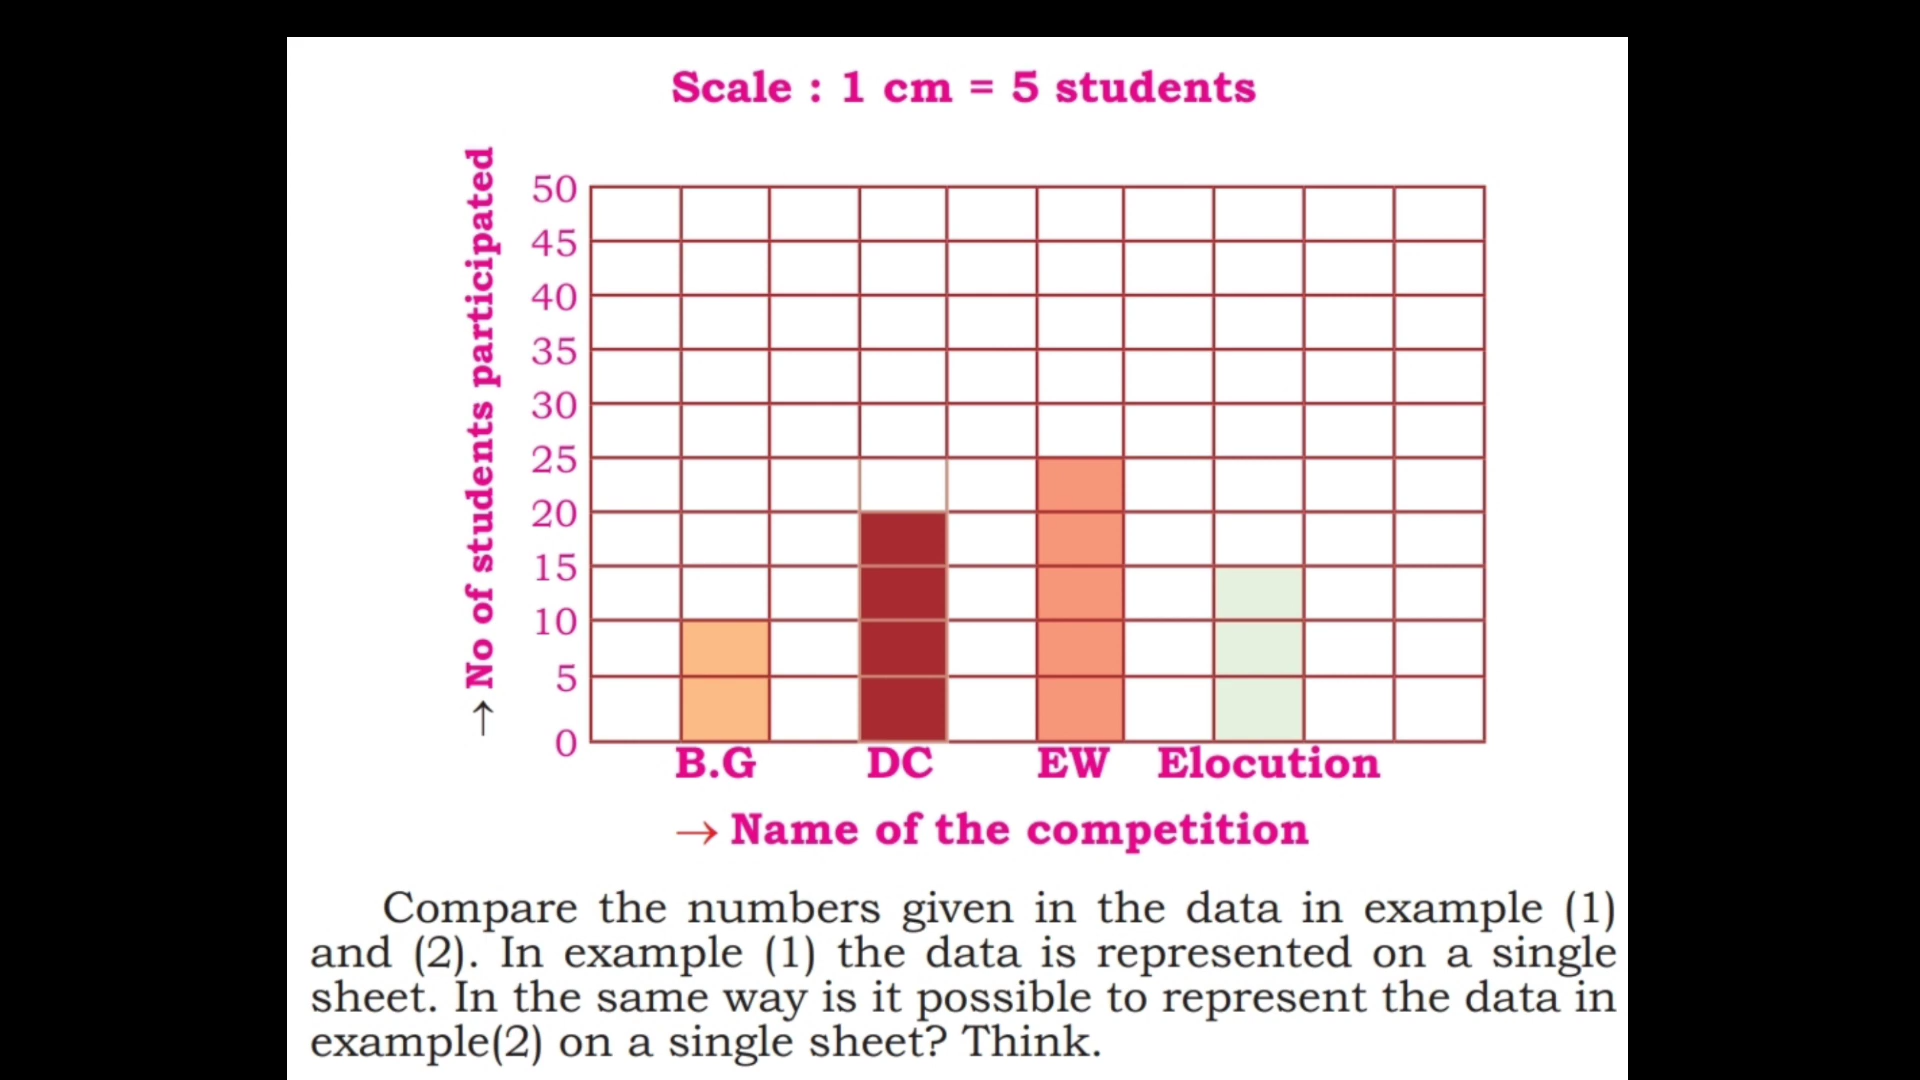 Scale : 1 cm = 5 students
→ No of students participated
50
45
40
35
30
25
20
15
10
5
0
B.G DC EW Elocution
→ Name of the competition
Compare the numbers given in the data in example (1)
and (2). In example (1) the data is represented on a single
sheet. In the same way is it possible to represent the data in
example(2) on a single sheet? Think.